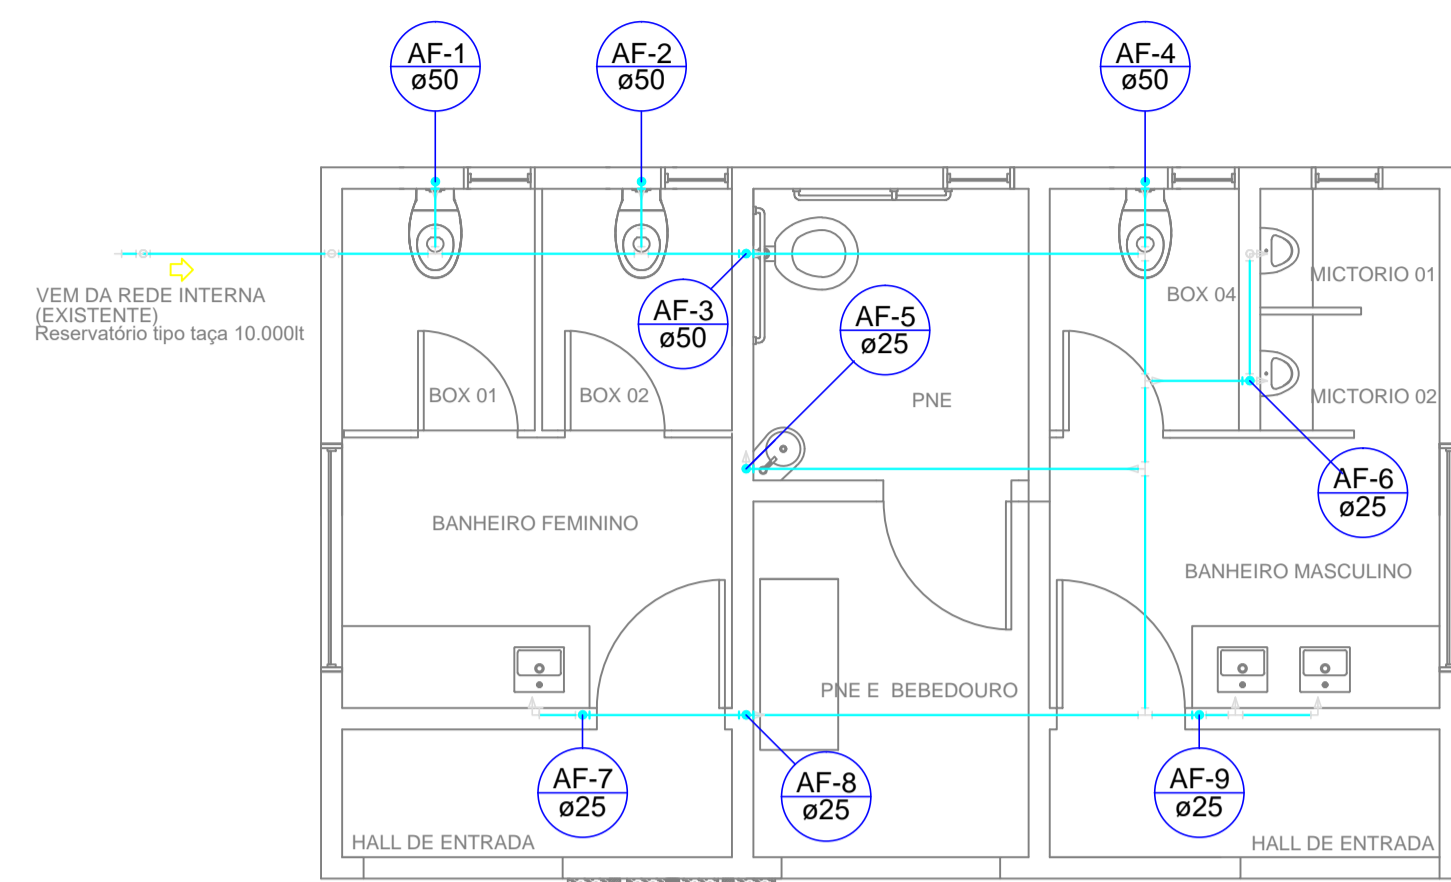 AF-1
ø50
AF-2
ø50
AF-4
ø50
VEM DA REDE INTERNA
(EXISTENTE)
Reservatório tipo taça 10.000lt
AF-3
ø50
AF-5
ø25
BOX 04
MICTORIO 01
BOX 01
BOX 02
PNE
MICTORIO 02
AF-6
ø25
BANHEIRO FEMININO
BANHEIRO MASCULINO
PNE E BEBEDOURO
AF-7
ø25
AF-8
ø25
AF-9
ø25
HALL DE ENTRADA
HALL DE ENTRADA